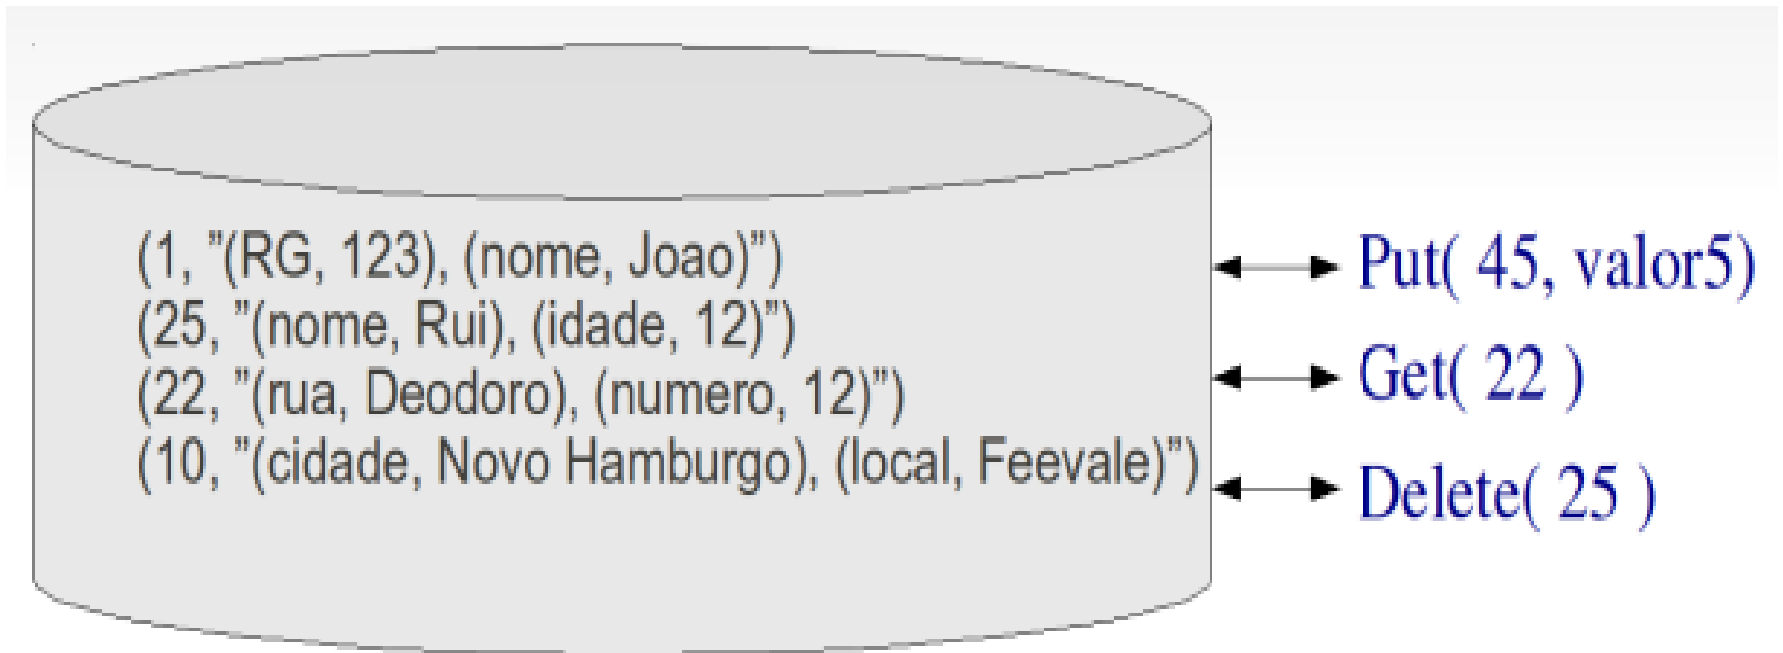 (1, ”(RG, 123), (nome, Joao)”)
(25, ”(nome, Rui), (idade, 12)”)
(22, ”(rua, Deodoro), (numero, 12)”)
(10, ”(cidade, Novo Hamburgo), (local, Feevale)”)
Put( 45, valor5)
Get( 22 )
Delete( 25 )